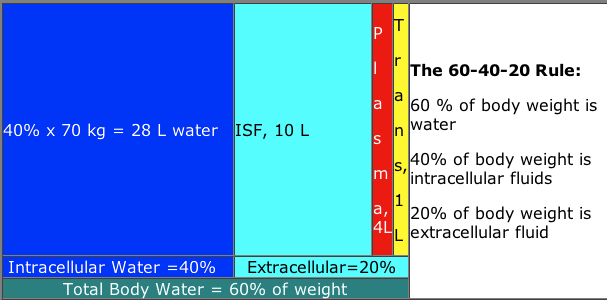 40% x 70 kg = 28 L water
ISF, 10 L
Plasma, 4L
Trans, 1 L
The 60-40-20 Rule:
60 % of body weight is
water
40% of body weight is
intracellular fluids
20% of body weight is
extracellular fluid
Intracellular Water =40%
Extracellular=20%
Total Body Water = 60% of weight